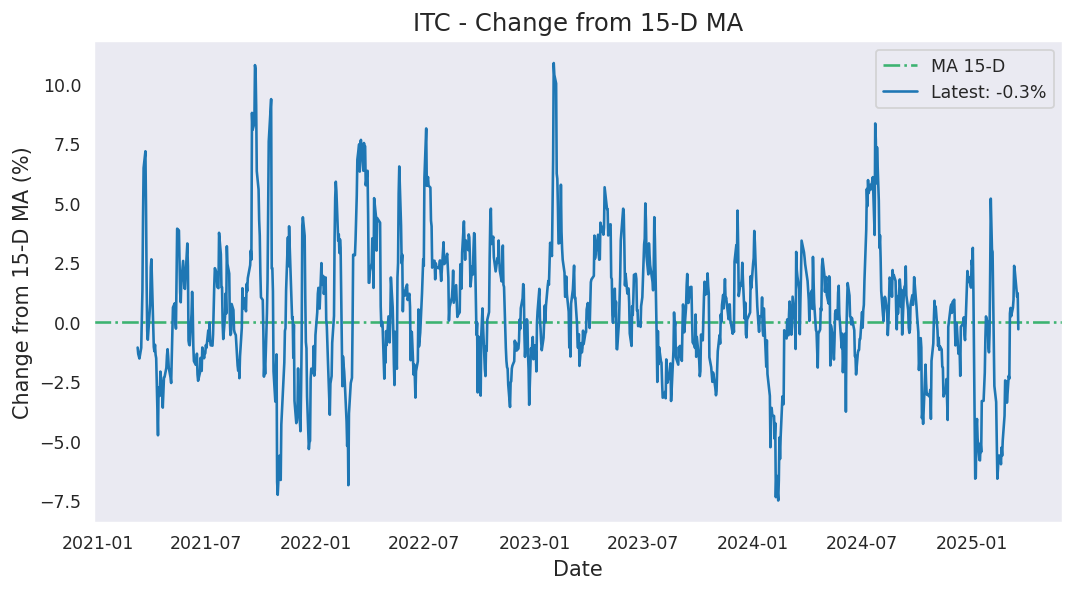 ITC - Change from 15-D MA
MA 15-D
Latest: -0.3%
Change from 15-D MA (%)
10.0
7.5
5.0
2.5
0.0
−2.5
−5.0
−7.5
2021-01 2021-07 2022-01 2022-07 2023-01 2023-07 2024-01 2024-07 2025-01
Date